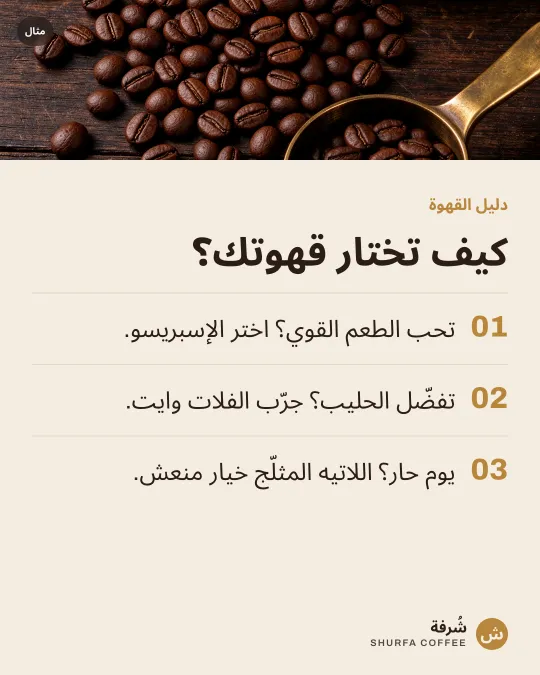 مثال
دليل القهوة
كيف تختار قهوتك؟
01 تحب الطعم القوي؟ اختر الإسبريسو.
02 تفضّل الحليب؟ جرّب الفلات وايت.
03 يوم حار؟ اللاتيه المثلّج خيار منعش.
ش
شُرفة
SHURFA COFFEE